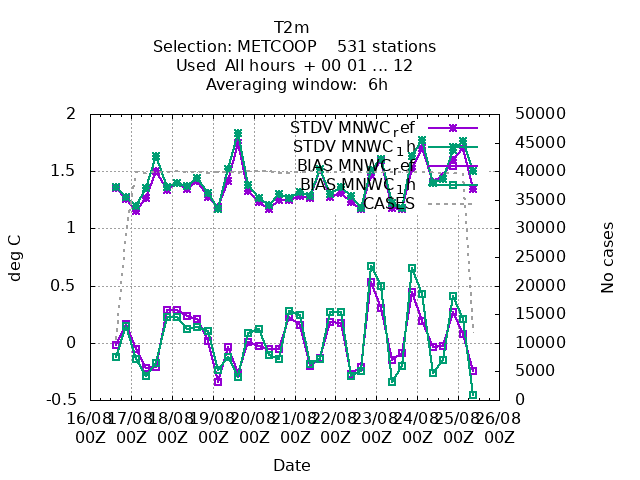 T2m
Selection: METCOOP 531 stations
Used All hours + 00 01 ... 12
Averaging window: 6h
2 50000
STDV MNWC_ref
45000
STDV MNWC_1h
1.5 BIAS MNWC_ref 40000
BIAS MNWC_1h
35000
CASES
1 30000
25000
0.5 20000
15000
0 10000
5000
-0.5 0
deg C
No cases
16/08 17/08 18/08 19/08 20/08 21/08 22/08 23/08 24/08 25/08 26/08
00Z 00Z 00Z 00Z 00Z 00Z 00Z 00Z 00Z 00Z 00Z
Date